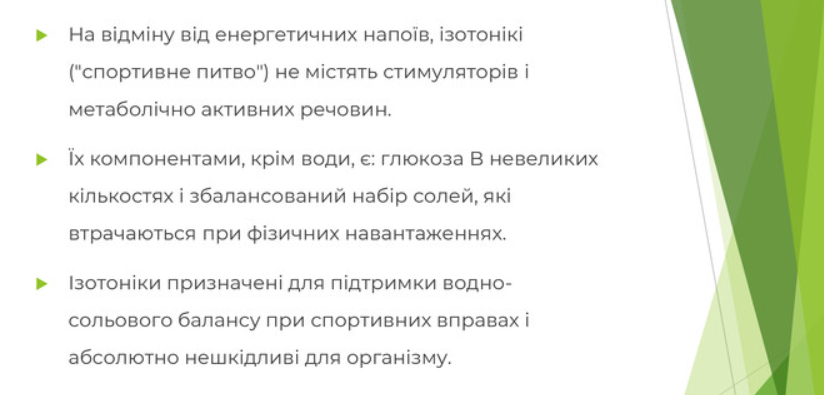 На відміну від енергетичних напоїв, ізотонікі
("спортивне питво") не містять стимуляторів і
метаболічно активних речовин.
Їх компонентами, крім води, є: глюкоза В невеликих
кількостях і збалансований набір солей, які
втрачаються при фізичних навантаженнях.
Ізотоніки призначені для підтримки водно-
сольового балансу при спортивних вправах і
абсолютно нешкідливі для організму.